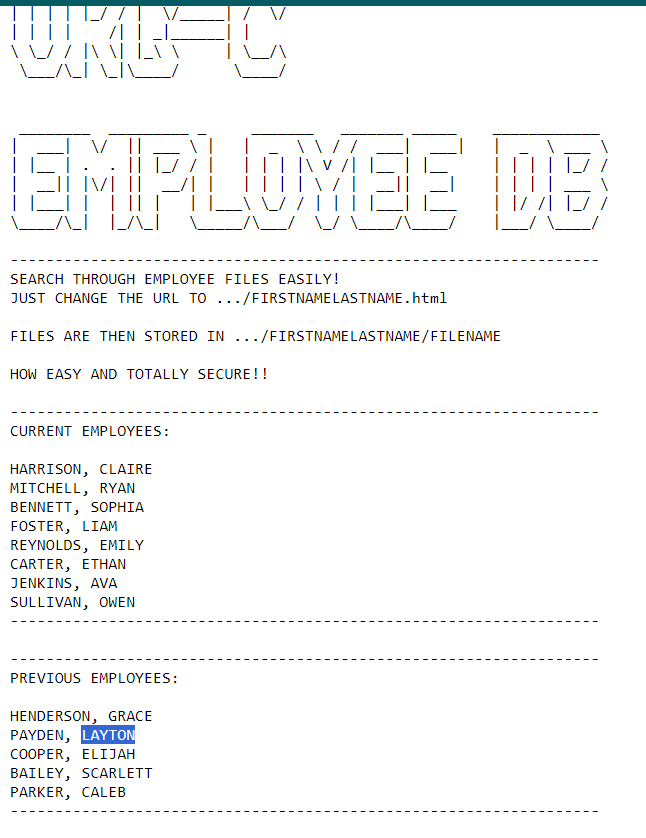 EMPLOYEE DB
SEARCH THROUGH EMPLOYEE FILES EASILY!
JUST CHANGE THE URL TO .../FIRSTNAMELASTNAME.html
FILES ARE THEN STORED IN .../FIRSTNAMELASTNAME/FILENAME
HOW EASY AND TOTALLY SECURE!!
CURRENT EMPLOYEES:
HARRISON, CLAIRE
MITCHELL, RYAN
BENNETT, SOPHIA
FOSTER, LIAM
REYNOLDS, EMILY
CARTER, ETHAN
JENKINS, AVA
SULLIVAN, OWEN
PREVIOUS EMPLOYEES:
HENDERSON, GRACE
PAYDEN, LAYTON
COOPER, ELIJAH
BAILEY, SCARLETT
PARKER, CALEB